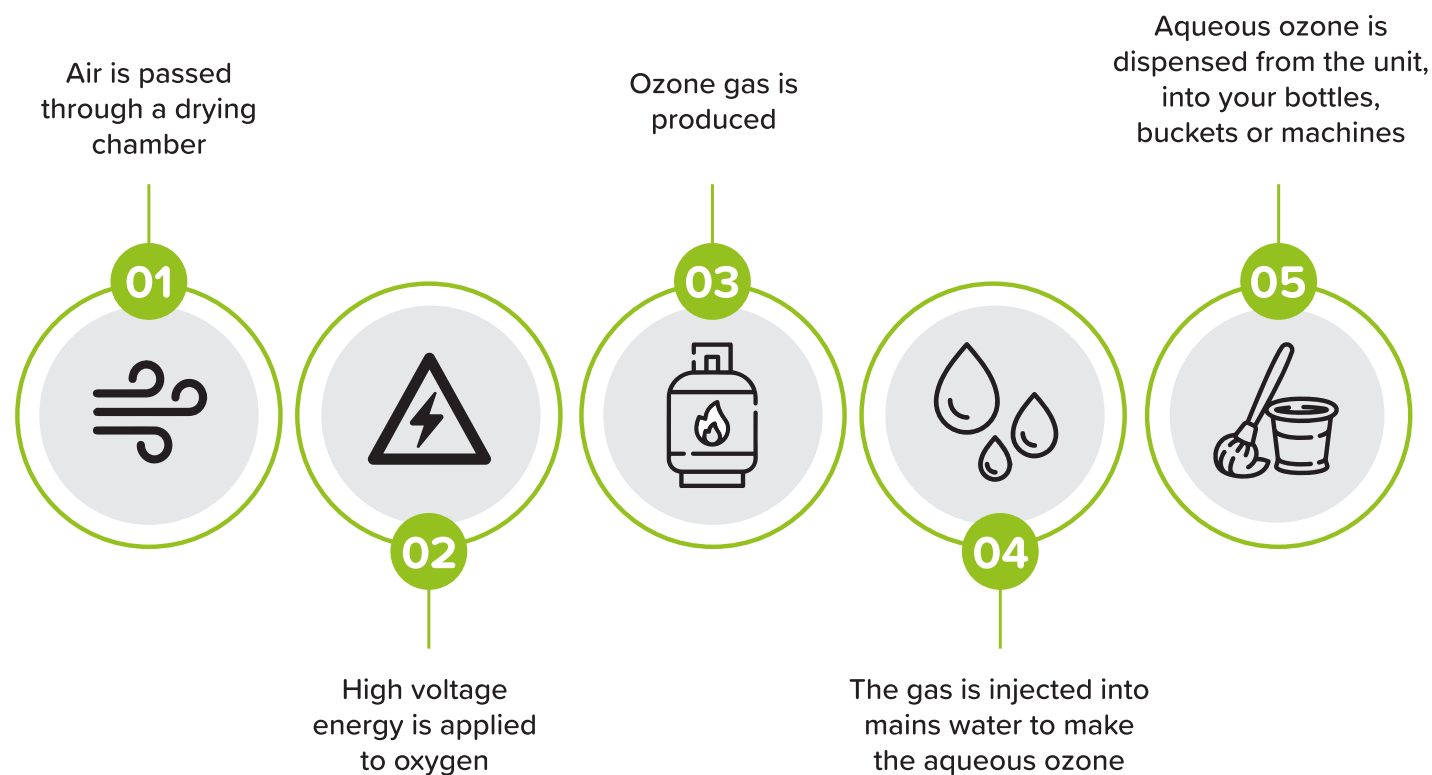 01
Air is passed
through a drying
chamber
02
High voltage
energy is applied
to oxygen
03
Ozone gas is
produced
04
The gas is injected into
mains water to make
the aqueous ozone
05
Aqueous ozone is
dispensed from the unit,
into your bottles,
buckets or machines